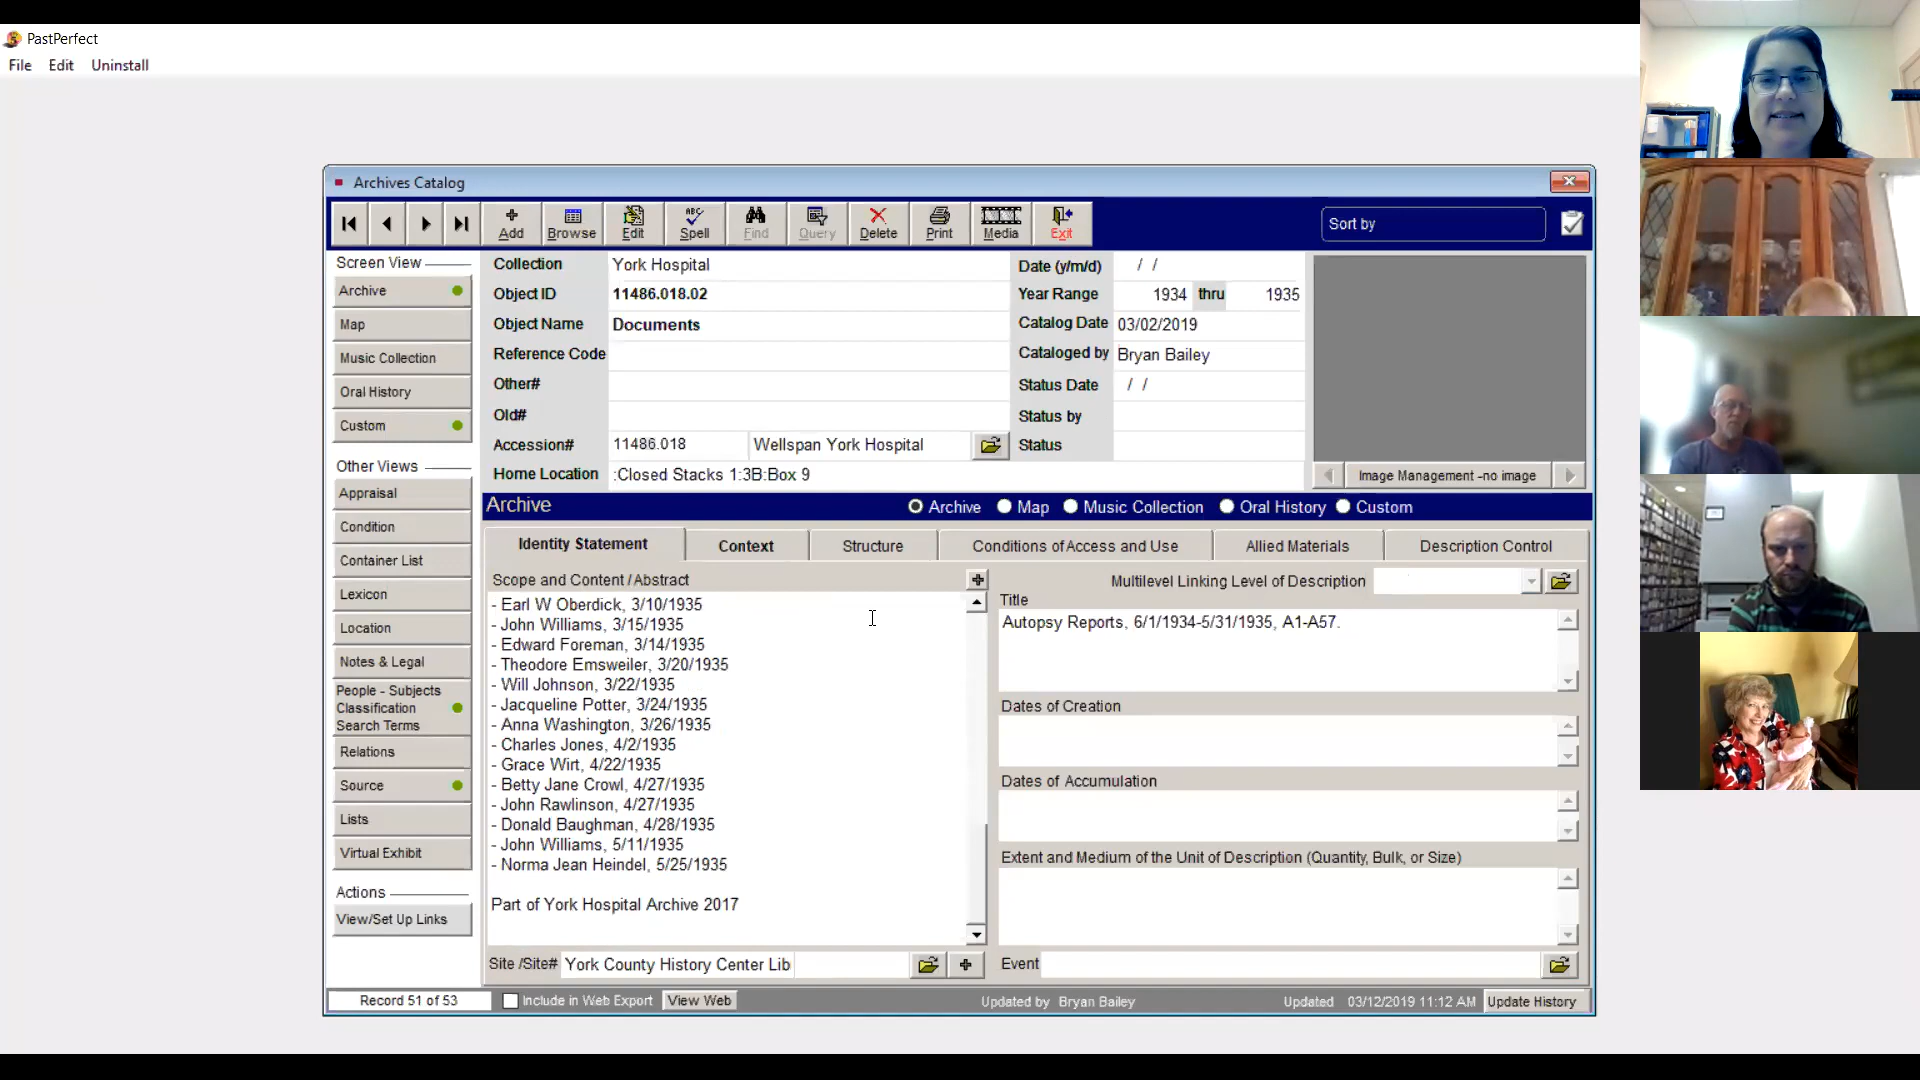 PastPerfect
File Edit Uninstall
Archives Catalog
Add Browse Edit ABC Spell Find Query Delete Print Media Exit
Sort by
Screen View
Archive
Map
Music Collection
Oral History
Custom
Other Views
Appraisal
Condition
Container List
Lexicon
Location
Notes & Legal
People - Subjects
Classification
Search Terms
Relations
Source
Lists
Virtual Exhibit
Actions
View/Set Up Links
Collection York Hospital
Object ID 11486.018.02
Object Name Documents
Reference Code
Other#
Old#
Accession# 11486.018 Wellspan York Hospital
Home Location :Closed Stacks 1:3B:Box 9
Date (y/m/d) / /
Year Range 1934 thru 1935
Catalog Date 03/02/2019
Cataloged by Bryan Bailey
Status Date / /
Status by
Status
Image Management -no image
Archive
Archive Map Music Collection Oral History Custom
Identity Statement Context Structure Conditions of Access and Use Allied Materials Description Control
Scope and Content / Abstract
- Earl W Oberdick, 3/10/1935
- John Williams, 3/15/1935
- Edward Foreman, 3/14/1935
- Theodore Emsweiler, 3/20/1935
- Will Johnson, 3/22/1935
- Jacqueline Potter, 3/24/1935
- Anna Washington, 3/26/1935
- Charles Jones, 4/2/1935
- Grace Wirt, 4/22/1935
- Betty Jane Crowl, 4/27/1935
- John Rawlinson, 4/27/1935
- Donald Baughman, 4/28/1935
- John Williams, 5/11/1935
- Norma Jean Heindel, 5/25/1935
Part of York Hospital Archive 2017
Multilevel Linking Level of Description
Title
Autopsy Reports, 6/1/1934-5/31/1935, A1-A57.
Dates of Creation
Dates of Accumulation
Extent and Medium of the Unit of Description (Quantity, Bulk, or Size)
Site /Site# York County History Center Lib
Event
Record 51 of 53 Include in Web Export View Web Updated by Bryan Bailey Updated 03/12/2019 11:12 AM Update History